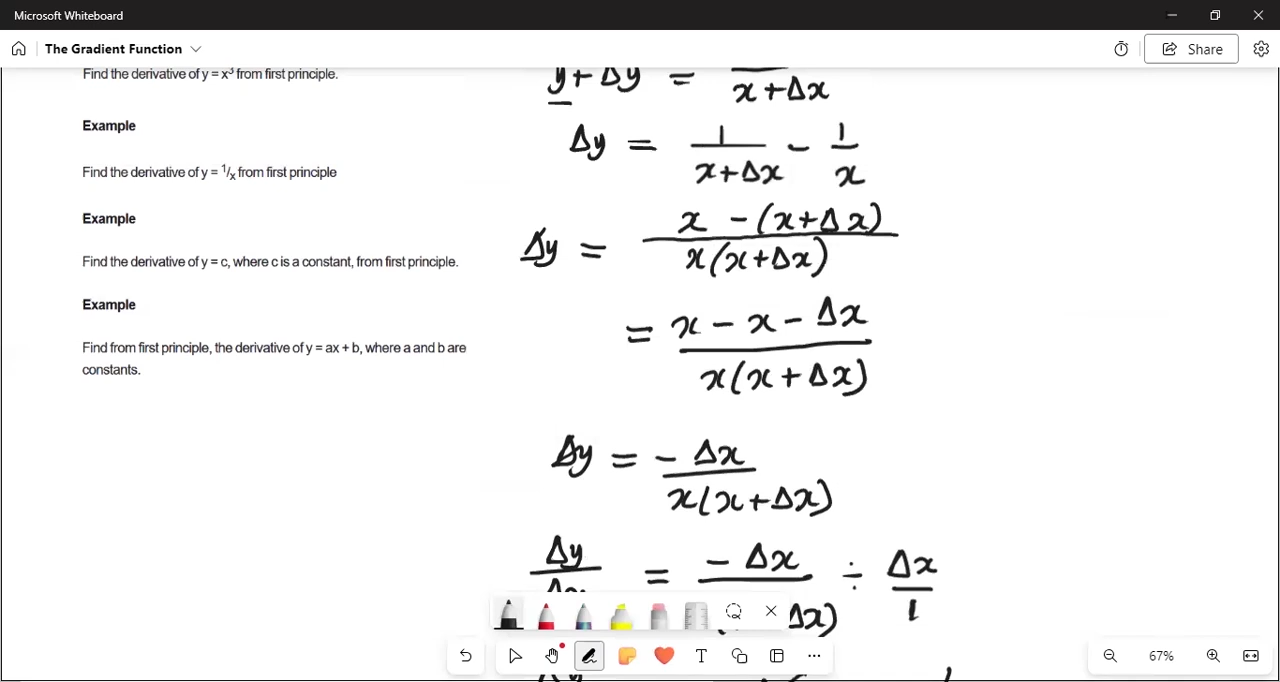 Microsoft Whiteboard
The Gradient Function
Share
Find the derivative of y = x³ from first principle.
Example
Find the derivative of y = ¹/ₓ from first principle
Example
Find the derivative of y = c, where c is a constant, from first principle.
Example
Find from first principle, the derivative of y = ax + b, where a and b are
constants.
y + Δy = /(x + Δx)
Δy = 1/(x + Δx) - 1/x
Δy = (x - (x + Δx))/(x(x + Δx))
= (x - x - Δx)/(x(x + Δx))
Δy = -Δx/(x(x + Δx))
Δy/Δx = -Δx/( Δx) ÷ Δx/1
67%